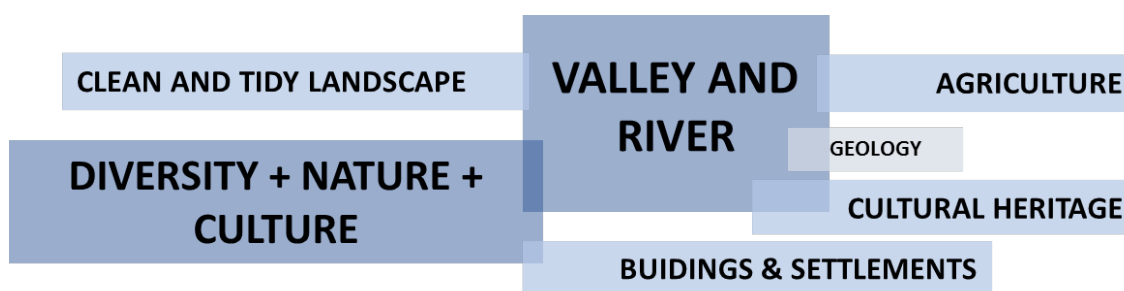 CLEAN AND TIDY LANDSCAPE
VALLEY AND
RIVER
AGRICULTURE
GEOLOGY
DIVERSITY + NATURE +
CULTURE
CULTURAL HERITAGE
BUIDINGS & SETTLEMENTS